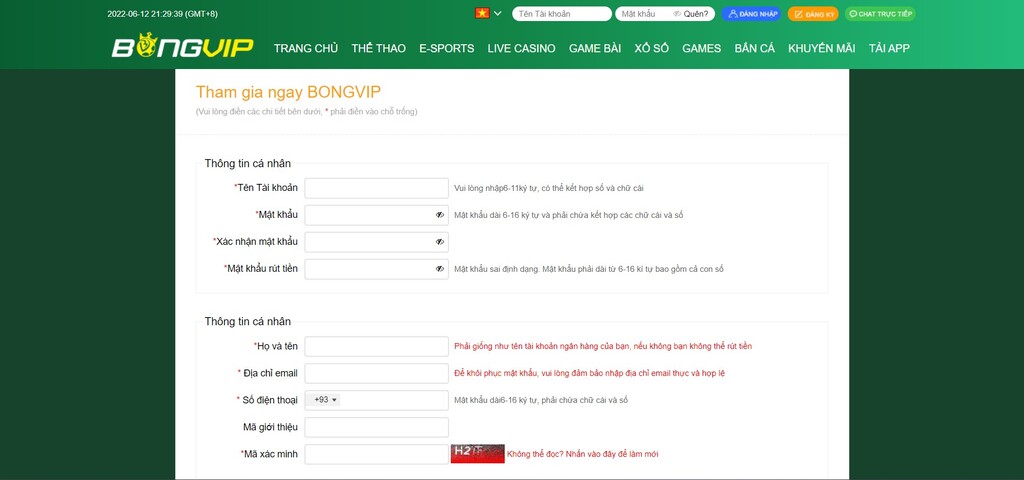 2022-06-12 21:29:39 (GMT+8)
Tên Tài khoản
Mật khẩu
Quên?
ĐĂNG NHẬP
ĐĂNG KÝ
CHAT TRỰC TIẾP
BONGVIP
TRANG CHỦ THỂ THAO E-SPORTS LIVE CASINO GAME BÀI XỔ SỐ GAMES BẮN CÁ KHUYẾN MÃI TẢI APP
Tham gia ngay BONGVIP
(Vui lòng điền các chi tiết bên dưới, * phải điền vào chỗ trống)
Thông tin cá nhân
*Tên Tài khoản Vui lòng nhập6-11ký tự, có thể kết hợp số và chữ cái
*Mật khẩu Mật khẩu dài 6-16 ký tự và phải chứa kết hợp các chữ cái và số
*Xác nhận mật khẩu
*Mật khẩu rút tiền Mật khẩu sai định dạng. Mật khẩu phải dài từ 6-16 kí tự bao gồm cả con số
Thông tin cá nhân
*Họ và tên Phải giống như tên tài khoản ngân hàng của bạn, nếu không bạn không thể rút tiền
* Địa chỉ email Để khôi phục mật khẩu, vui lòng đảm bảo nhập địa chỉ email thực và hợp lệ
* Số điện thoại +93 Mật khẩu dài6-16 ký tự, phải chứa chữ cái và số
Mã giới thiệu
*Mã xác minh Không thể đọc? Nhấn vào đây để làm mới